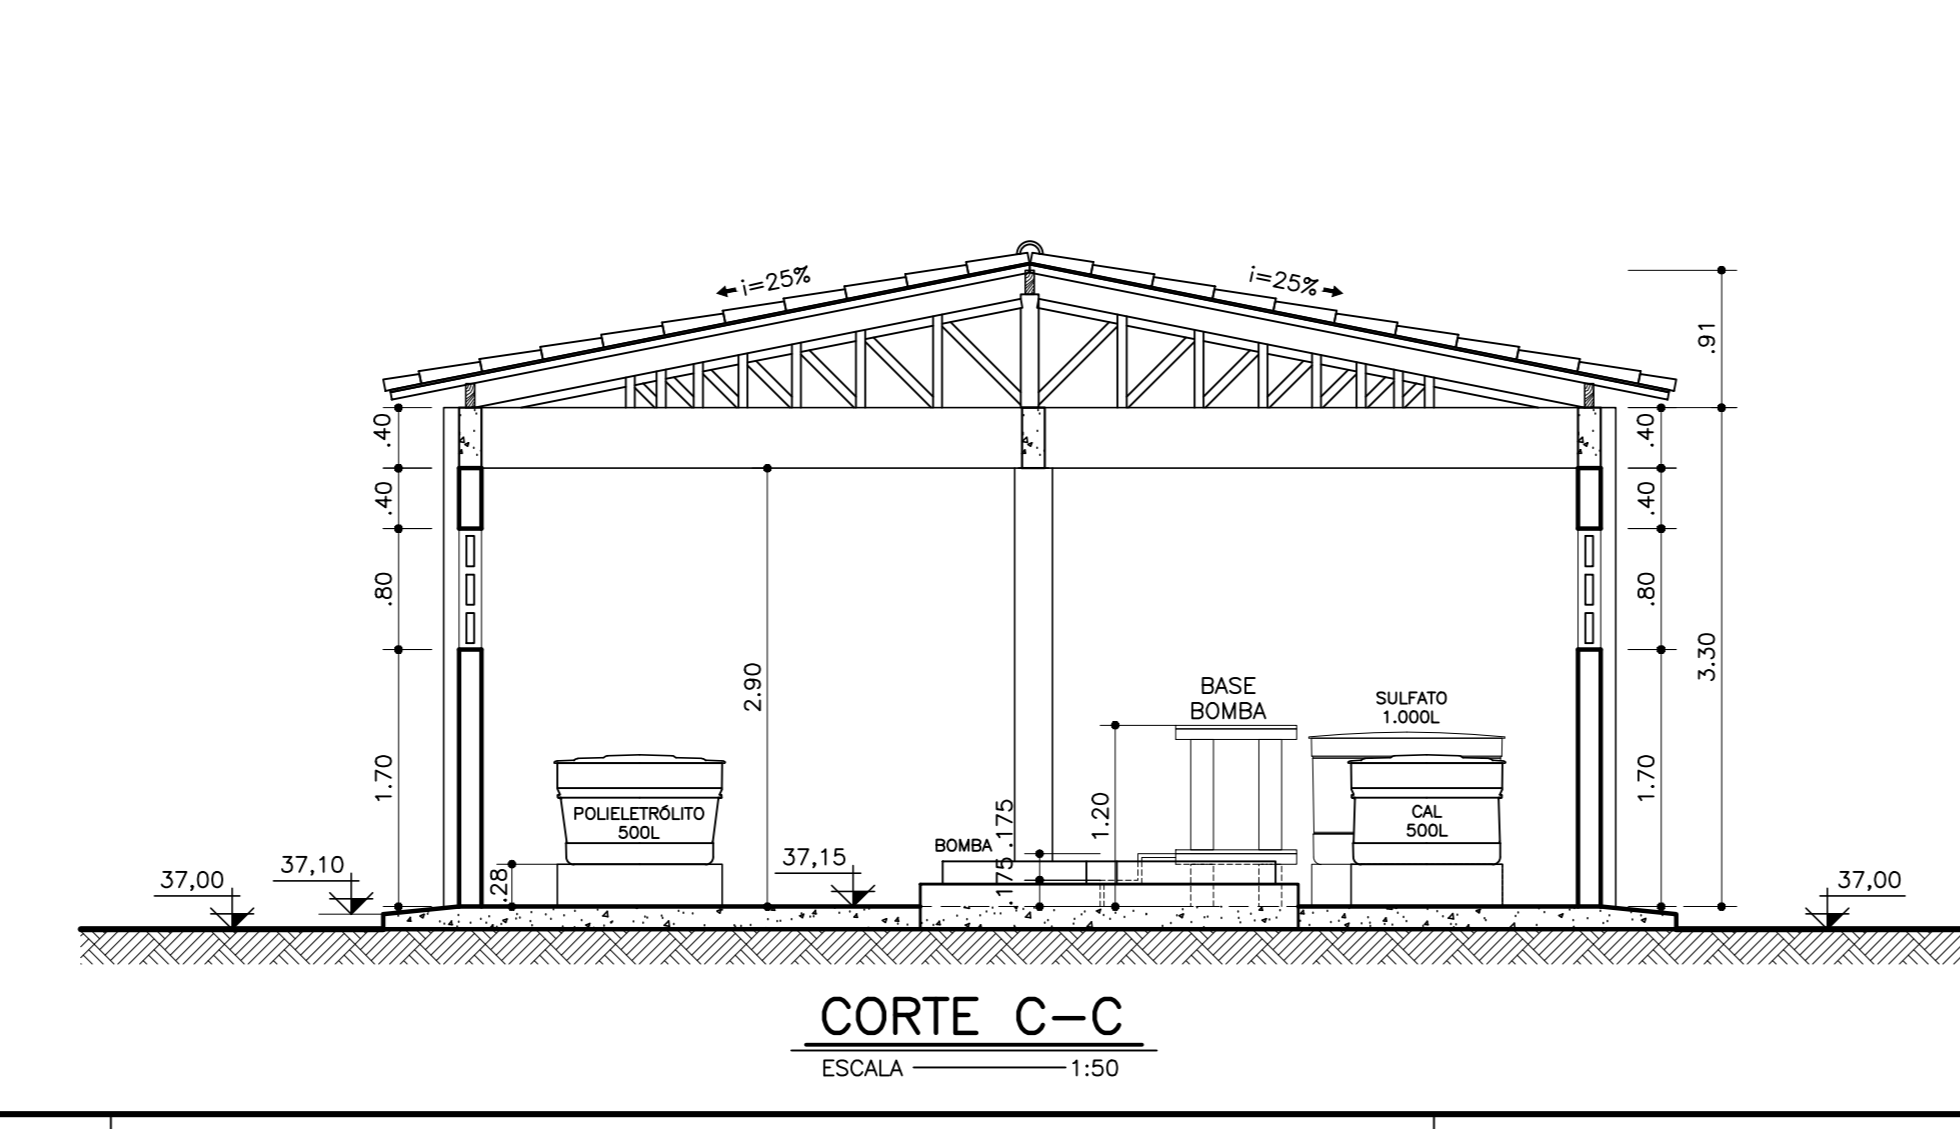 i=25%
i=25%
.91
.40
.40
.40
.40
.80
.80
2.90
3.30
BASE
BOMBA
SULFATO
1.000L
1.70
1.70
1.20
.175
.175
POLIELETRÓLITO
500L
CAL
500L
BOMBA
37,15
37,10
37,00
.28
37,00
CORTE C-C
ESCALA
1:50